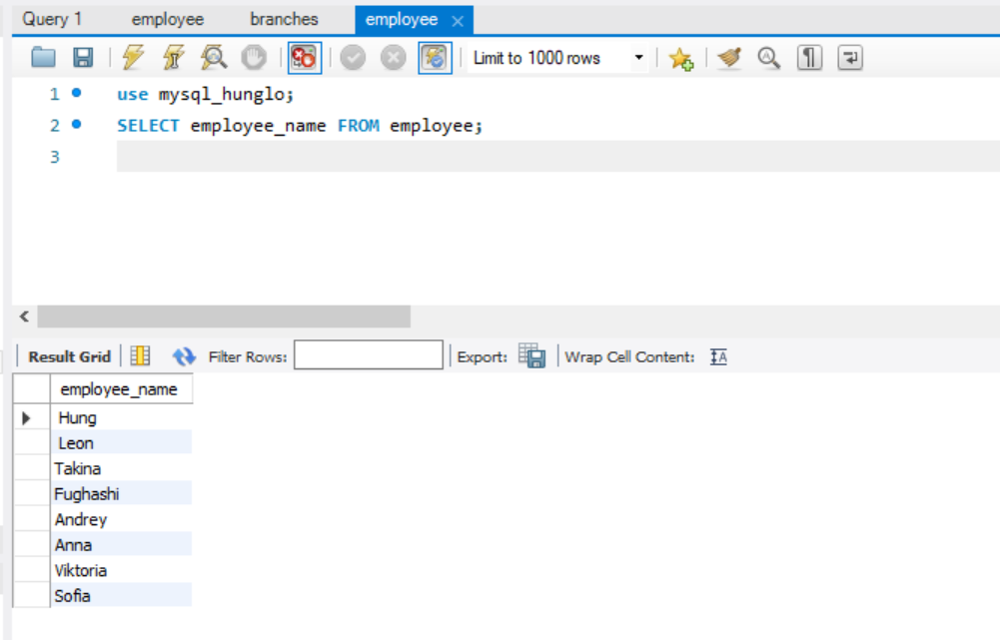 Query 1 employee branches employee
Limit to 1000 rows
1 use mysql_hunglo;
2 SELECT employee_name FROM employee;
3
Result Grid Filter Rows: Export: Wrap Cell Content:
employee_name
Hung
Leon
Takina
Fughashi
Andrey
Anna
Viktoria
Sofia